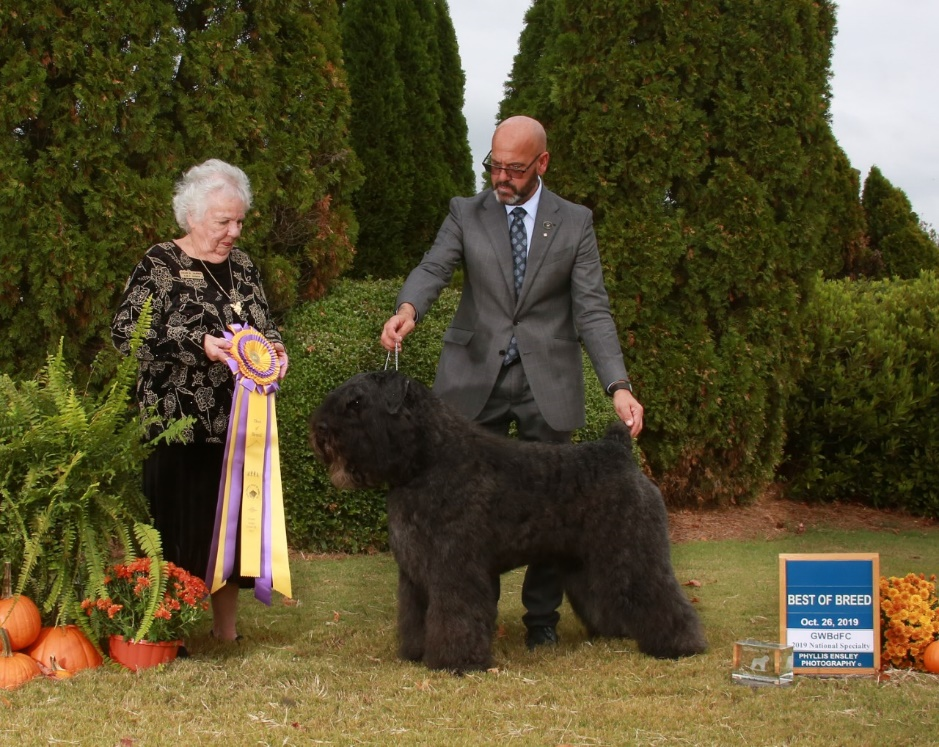 BEST OF BREED
Oct. 26, 2019
GWBdFC
2019 National Specialty
PHYLLIS ENSLEY
PHOTOGRAPHY ©